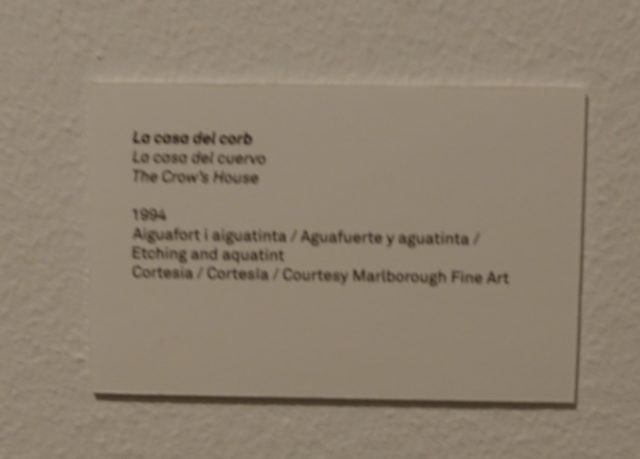 La casa del corb
La casa del cuervo
The Crow's House
1994
Aiguafort i aiguatinta / Aguafuerte y aguatinta /
Etching and aquatint
Cortesia / Cortesía / Courtesy Marlborough Fine Art